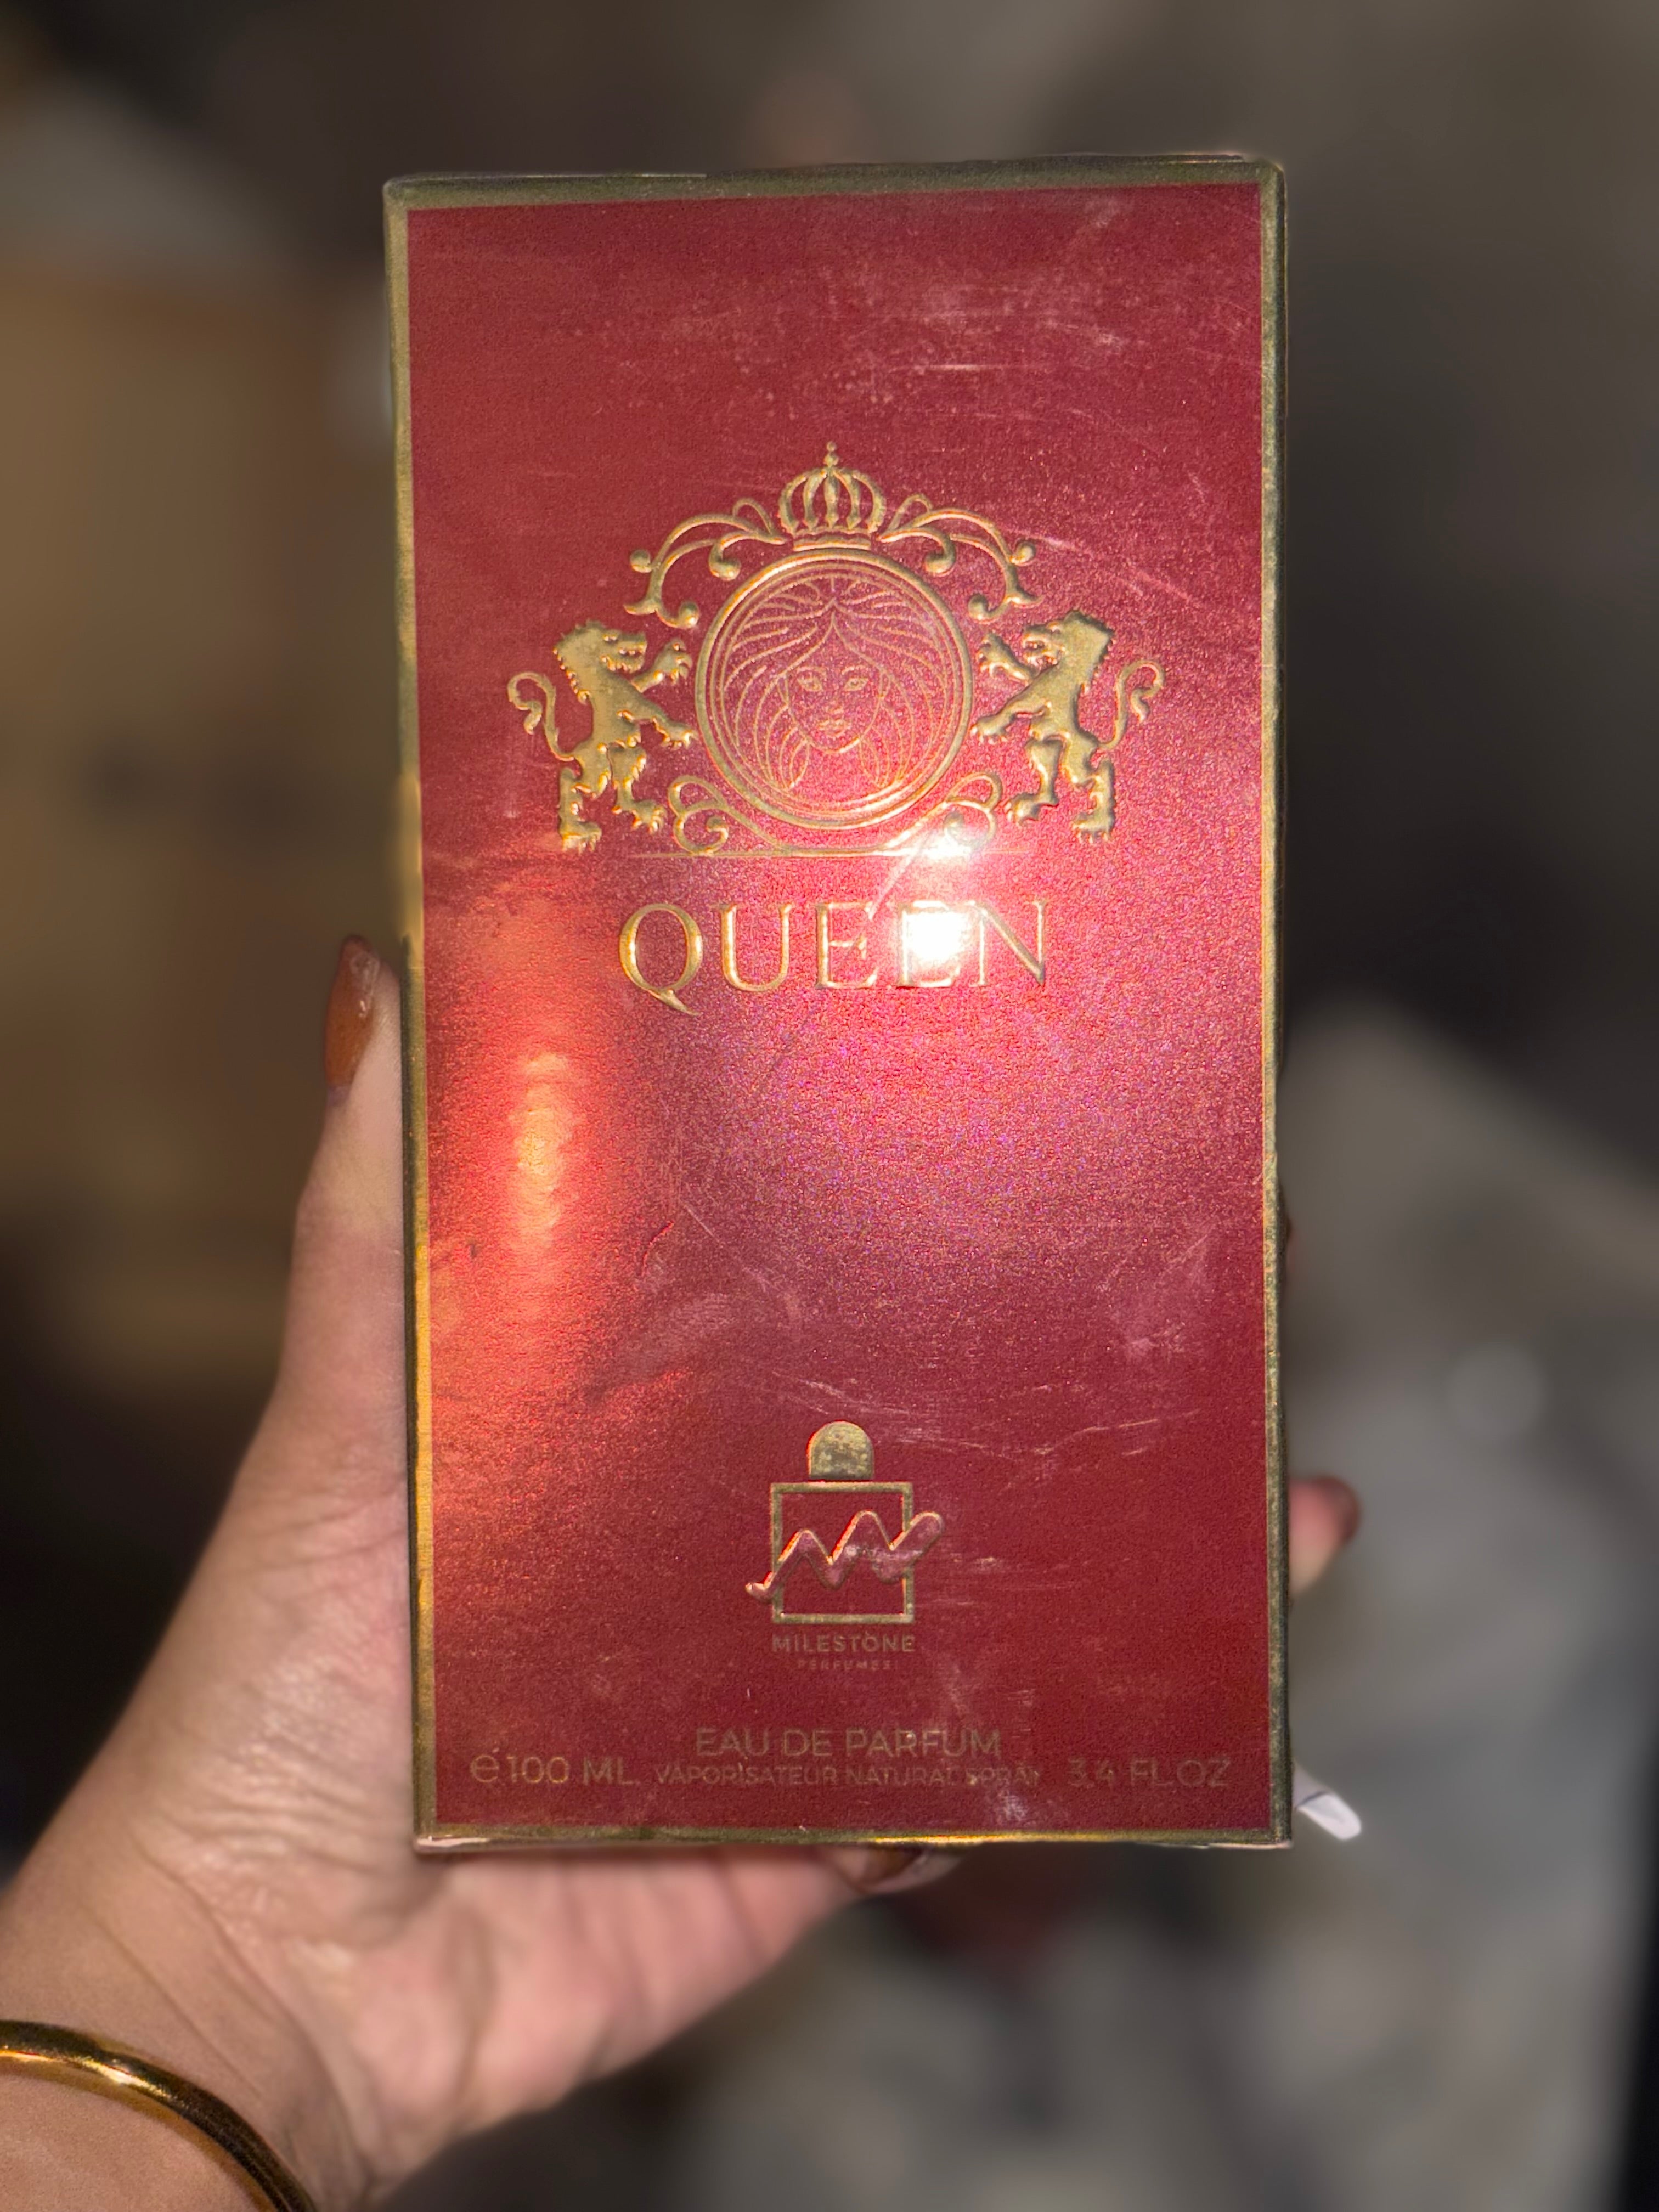 QUEEN
MILESTONE
PERFUMES
EAU DE PARFUM
℮100 ML VAPORISATEUR NATURAL SPRAY 3.4 FL.OZ